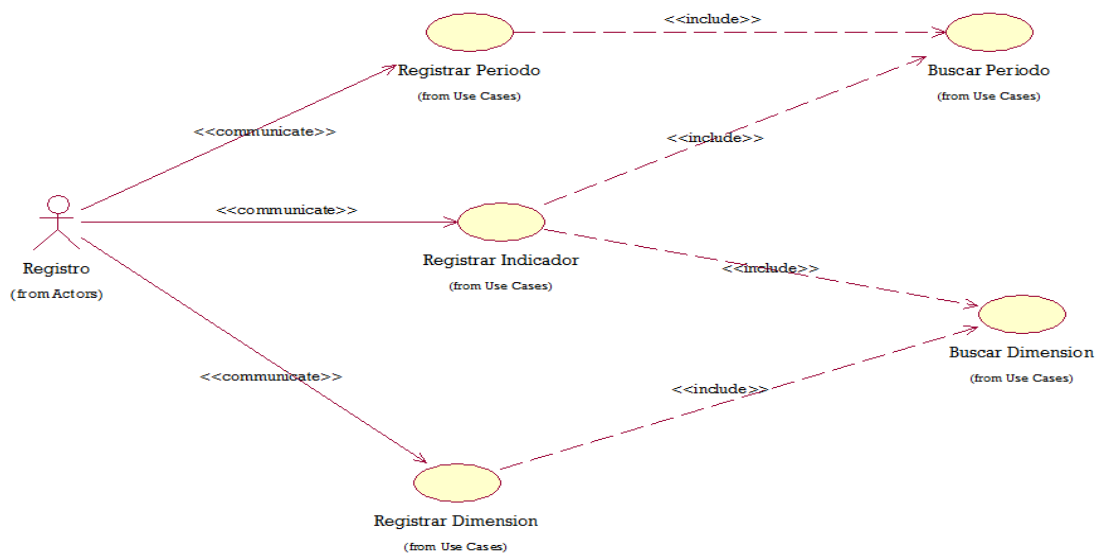 <<include>>
Registrar Periodo
(from Use Cases)
Buscar Periodo
(from Use Cases)
<<communicate>>
<<include>>
<<communicate>>
Registro
(from Actors)
Registrar Indicador
(from Use Cases)
<<include>>
Buscar Dimension
(from Use Cases)
<<communicate>>
<<include>>
Registrar Dimension
(from Use Cases)